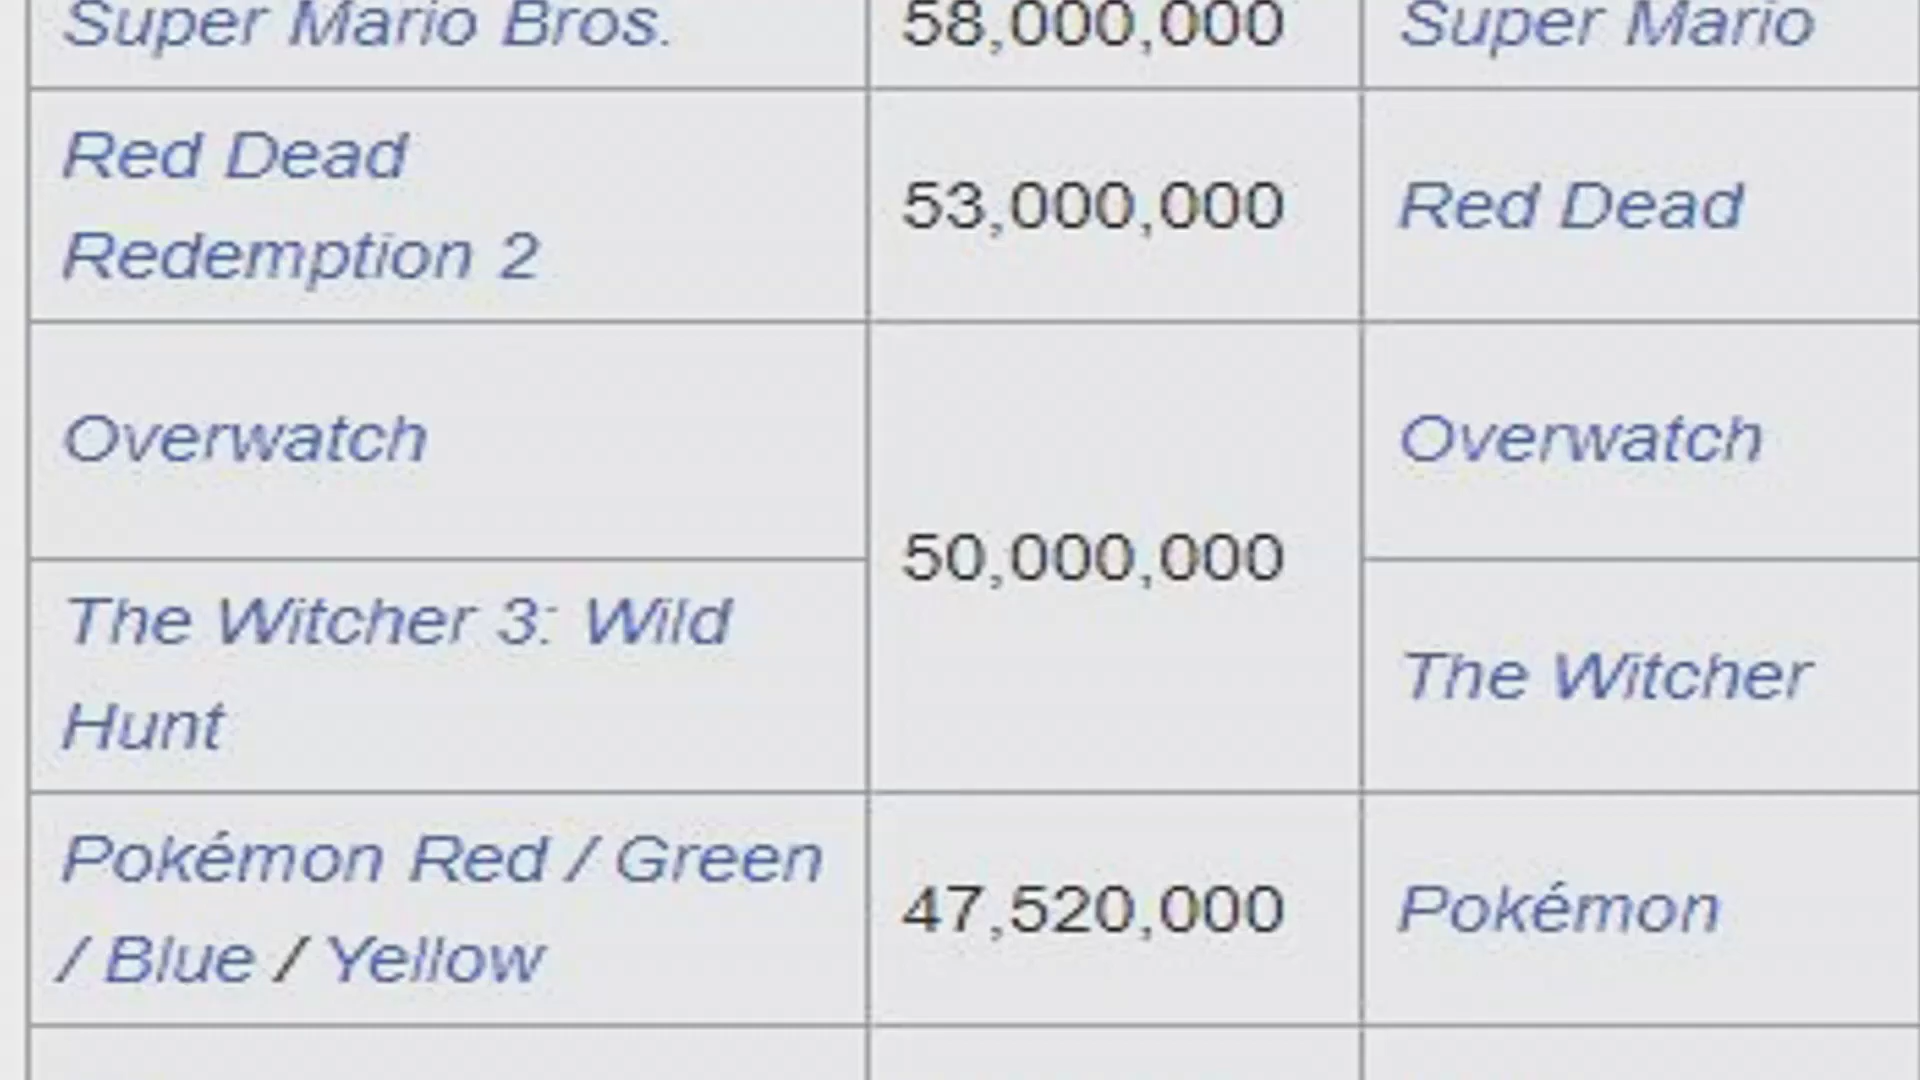 Super Mario Bros. 58,000,000 Super Mario
Red Dead
Redemption 2
53,000,000 Red Dead
Overwatch Overwatch
50,000,000
The Witcher 3: Wild
Hunt
The Witcher
Pokémon Red / Green
/ Blue / Yellow
47,520,000 Pokémon